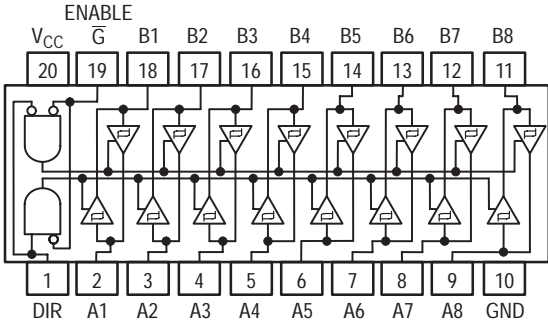 ENABLE
VCC G̅ B1 B2 B3 B4 B5 B6 B7 B8
20 19 18 17 16 15 14 13 12 11
1 2 3 4 5 6 7 8 9 10
DIR A1 A2 A3 A4 A5 A6 A7 A8 GND